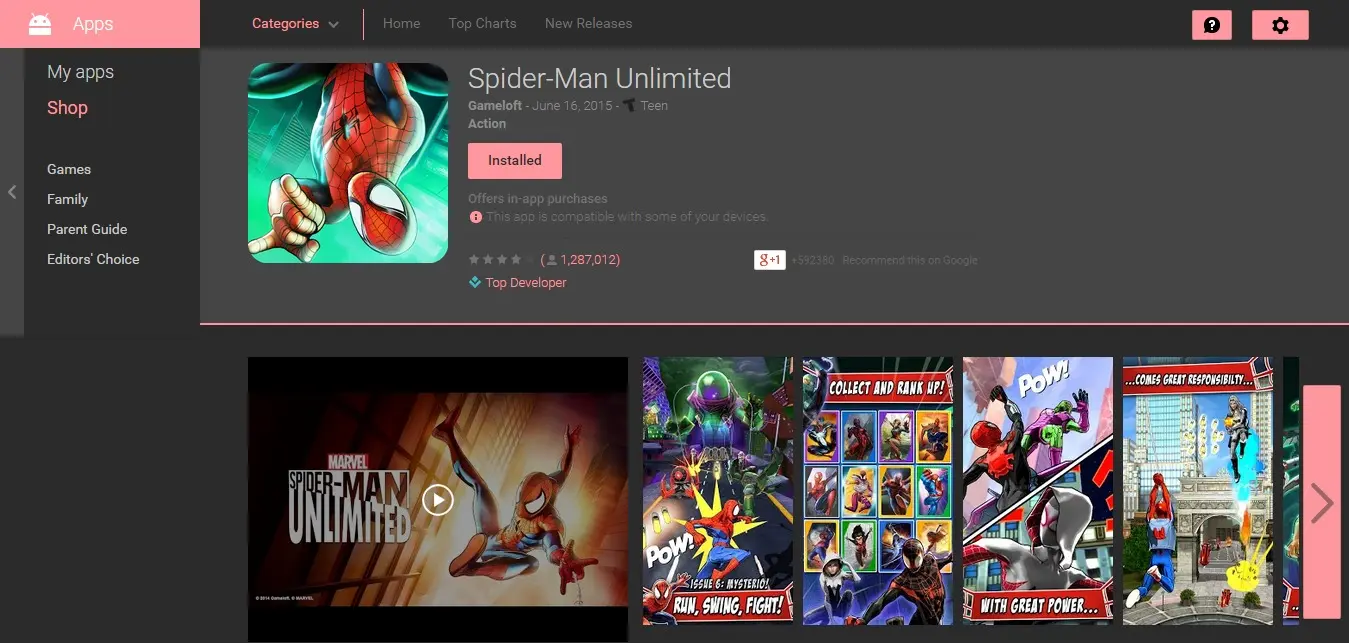 Apps
Categories
Home
Top Charts
New Releases
My apps
Shop
Games
Family
Parent Guide
Editors' Choice
Spider-Man Unlimited
Gameloft - June 16, 2015 - T Teen
Action
Installed
Offers in-app purchases
This app is compatible with some of your devices.
(1,287,012)
g+1 +592380 Recommend this on Google
Top Developer
MARVEL
SPIDER-MAN
UNLIMITED
© 2014 Gameloft. © MARVEL
POW!
ISSUE 6: MYSTERIO!
RUN, SWING, FIGHT!
COLLECT AND RANK UP!
POW!
WITH GREAT POWER...
...COMES GREAT RESPONSIBILTY...